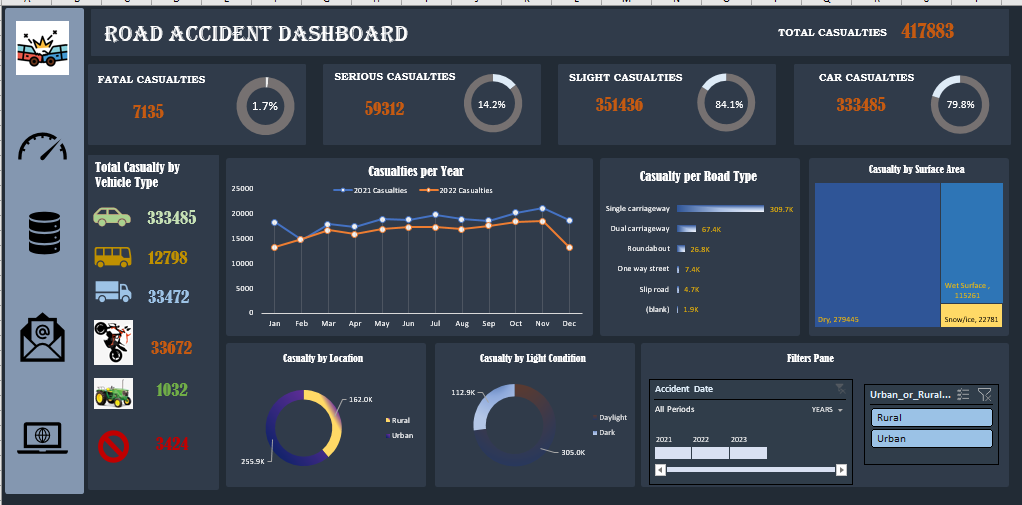 ROAD ACCIDENT DASHBOARD
TOTAL CASUALTIES 417883
FATAL CASUALTIES
7135
1.7%
SERIOUS CASUALTIES
59312
14.2%
SLIGHT CASUALTIES
351436
84.1%
CAR CASUALTIES
333485
79.8%
Total Casualty by
Vehicle Type
333485
12798
33472
33672
1032
3424
Casualties per Year
2021 Casualties 2022 Casualties
25000
20000
15000
10000
5000
0
Jan Feb Mar Apr May Jun Jul Aug Sep Oct Nov Dec
Casualty per Road Type
Single carriageway 309.7K
Dual carriageway 67.4K
Roundabout 26.8K
One way street 7.4K
Slip road 4.7K
(blank) 1.9K
Casualty by Surface Area
Dry, 279445
Wet Surface ,
115261
Snow/ice, 22781
Casualty by Location
162.0K
Rural
Urban
255.9K
Casualty by Light Condition
112.9K
Daylight
Dark
305.0K
Filters Pane
Accident Date
All Periods YEARS
2021 2022 2023
Urban_or_Rural...
Rural
Urban